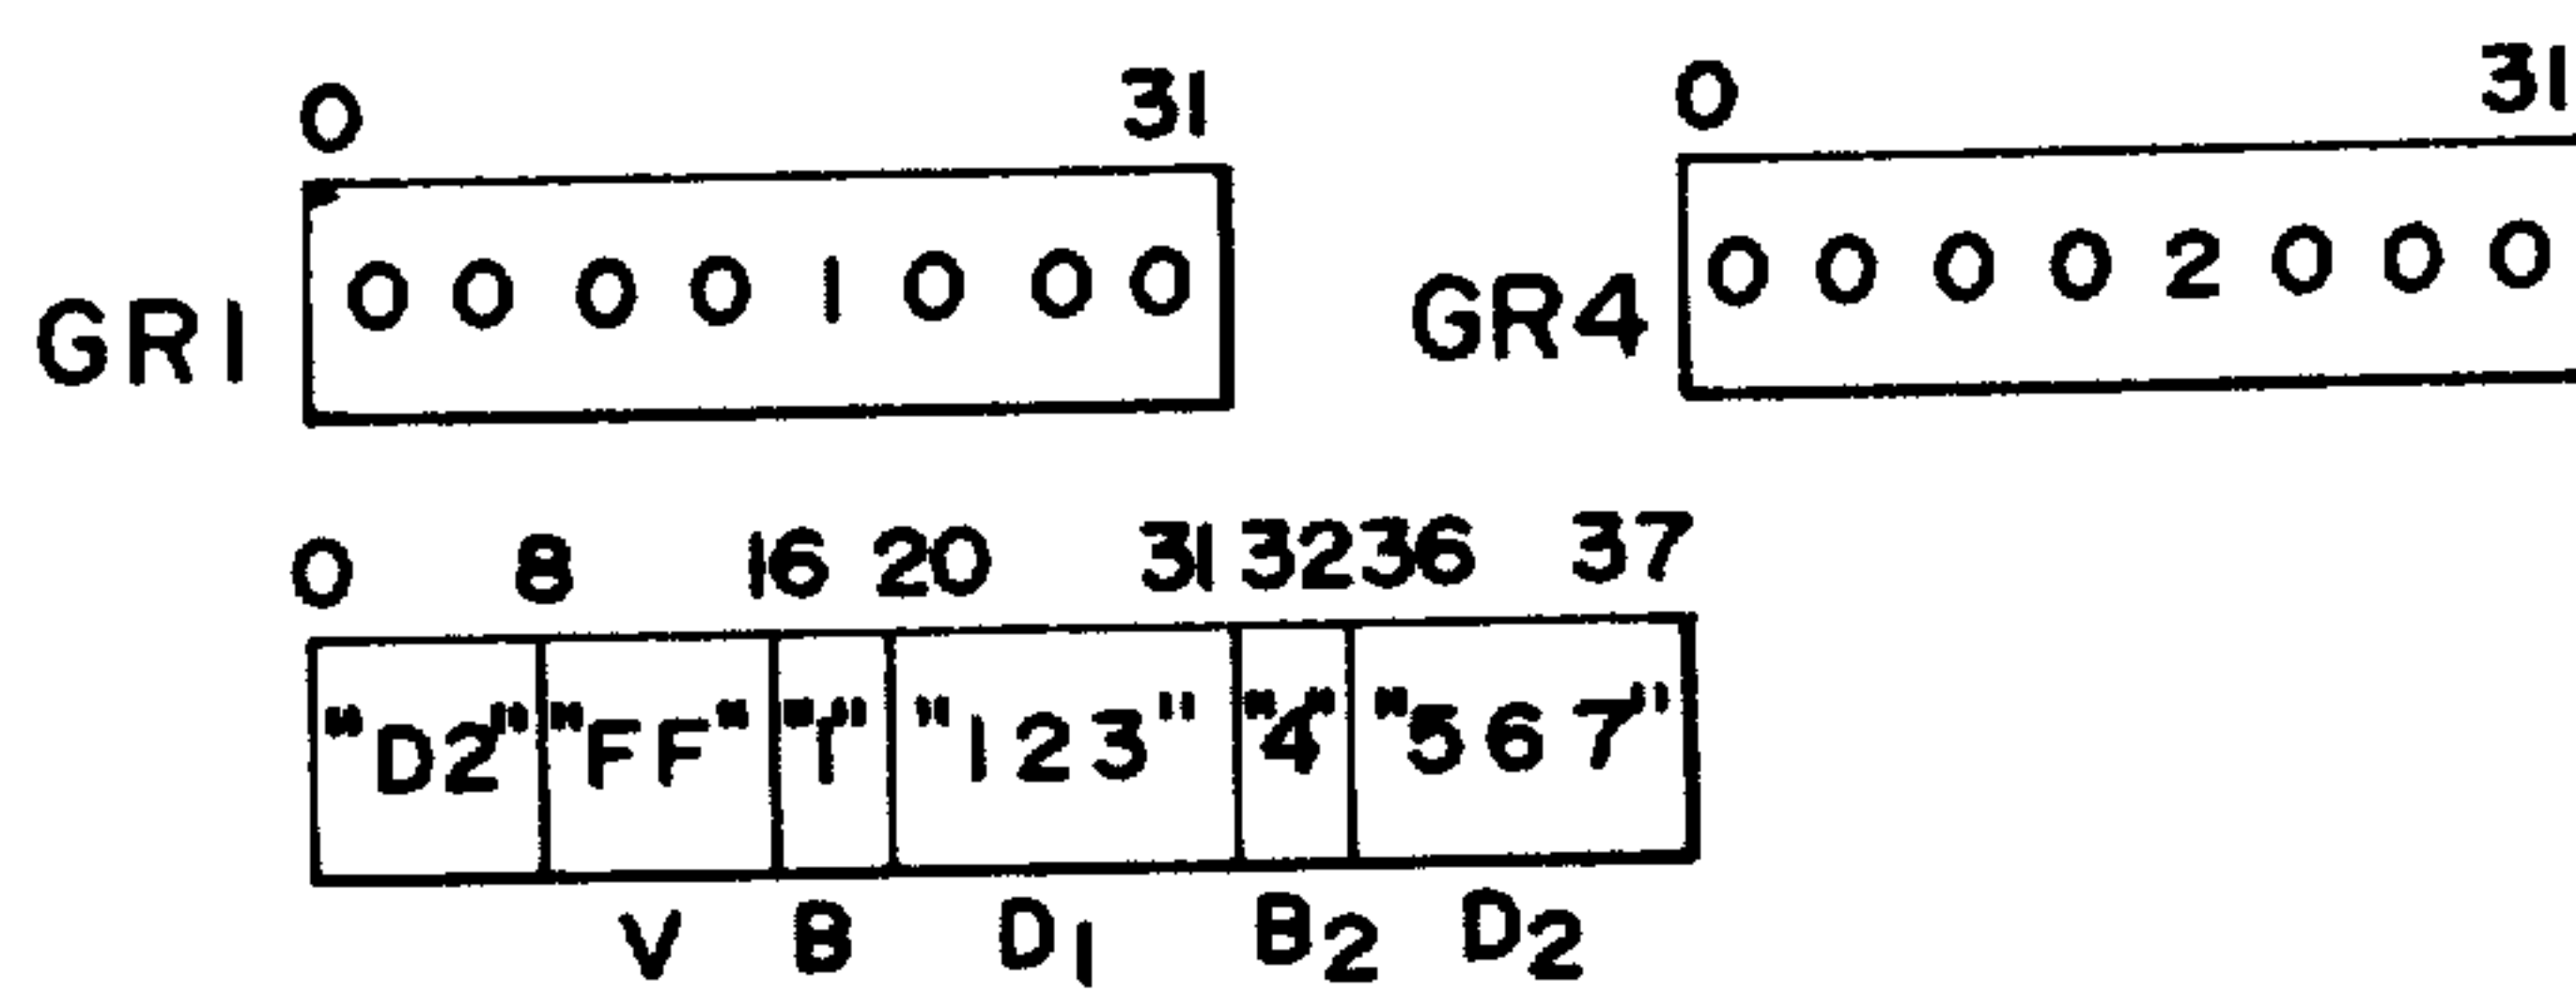 0 31 0 31
GR1 0 0 0 0 1 0 0 0 GR4 0 0 0 0 2 0 0 0
0 8 16 20 31 32 36 37
"D2" "FF" "1" "123" "4" "567"
V B D1 B2 D2